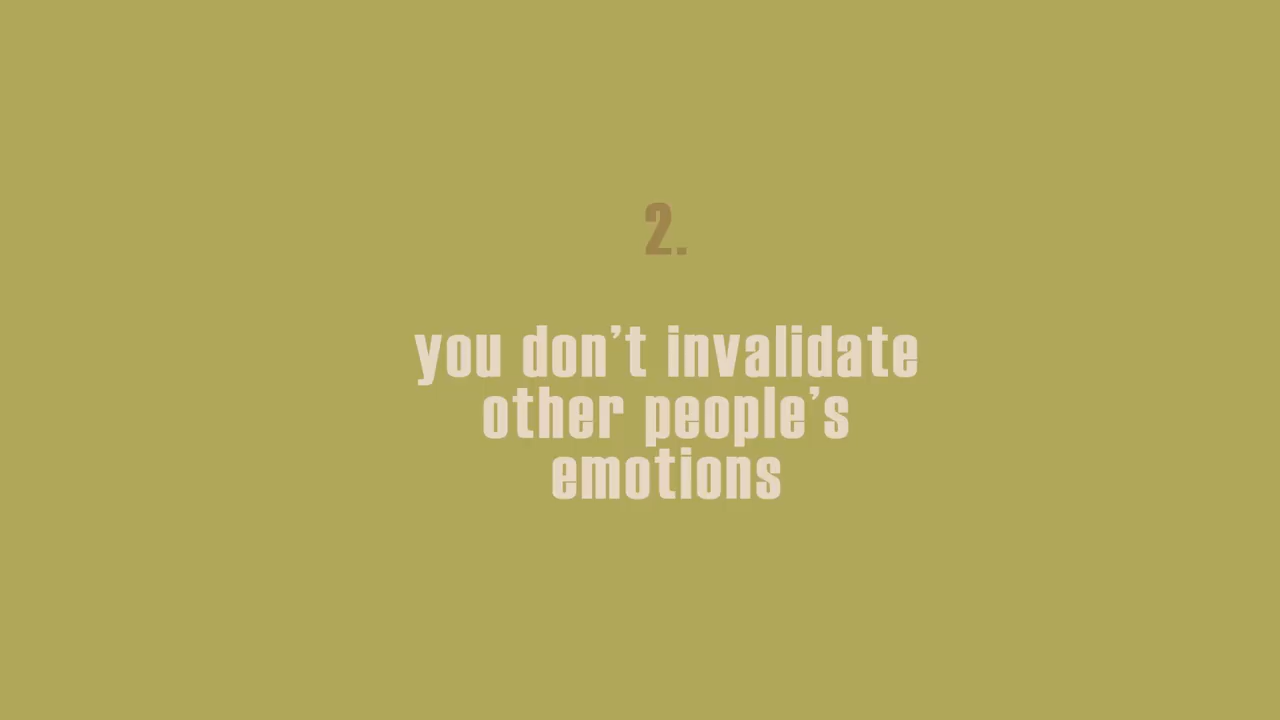 2.
you don’t invalidate
other people’s
emotions